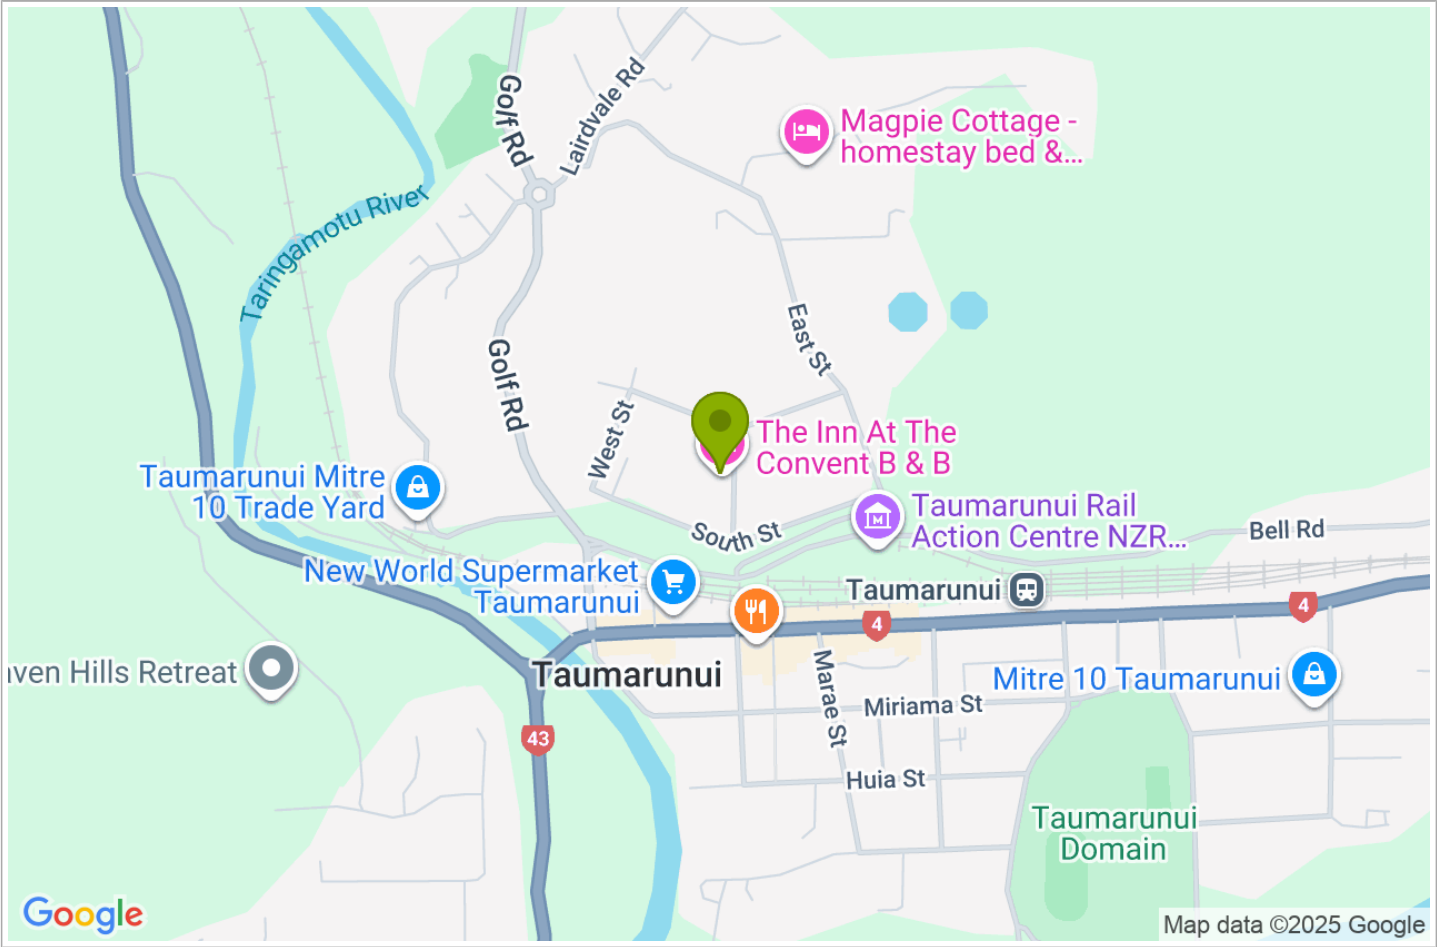 Golf Rd
Lairdvale Rd
Magpie Cottage -
homestay bed &...
Taringamotu River
East St
Golf Rd
West St
The Inn At The
Convent B & B
Taumarunui Mitre
10 Trade Yard
South St
Taumarunui Rail
Action Centre NZR...
Bell Rd
New World Supermarket
Taumarunui
Taumarunui
4
4
aven Hills Retreat
Taumarunui
Marae St
Miriama St
Mitre 10 Taumarunui
43
Huia St
Taumarunui
Domain
Google
Map data ©2025 Google